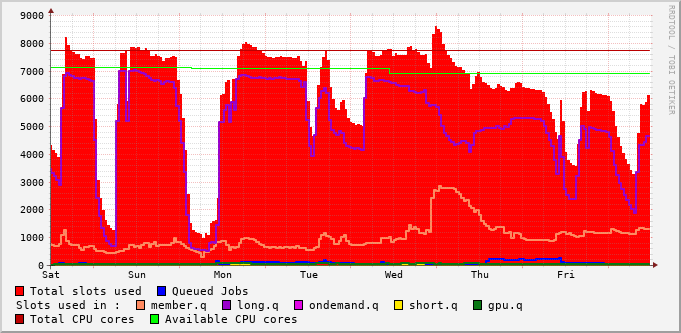 9000
8000
7000
6000
5000
4000
3000
2000
1000
0
Sat Sun Mon Tue Wed Thu Fri
RRDTOOL / TOBI OETIKER
Total slots used Queued Jobs
Slots used in : member.q long.q ondemand.q short.q gpu.q
Total CPU cores Available CPU cores